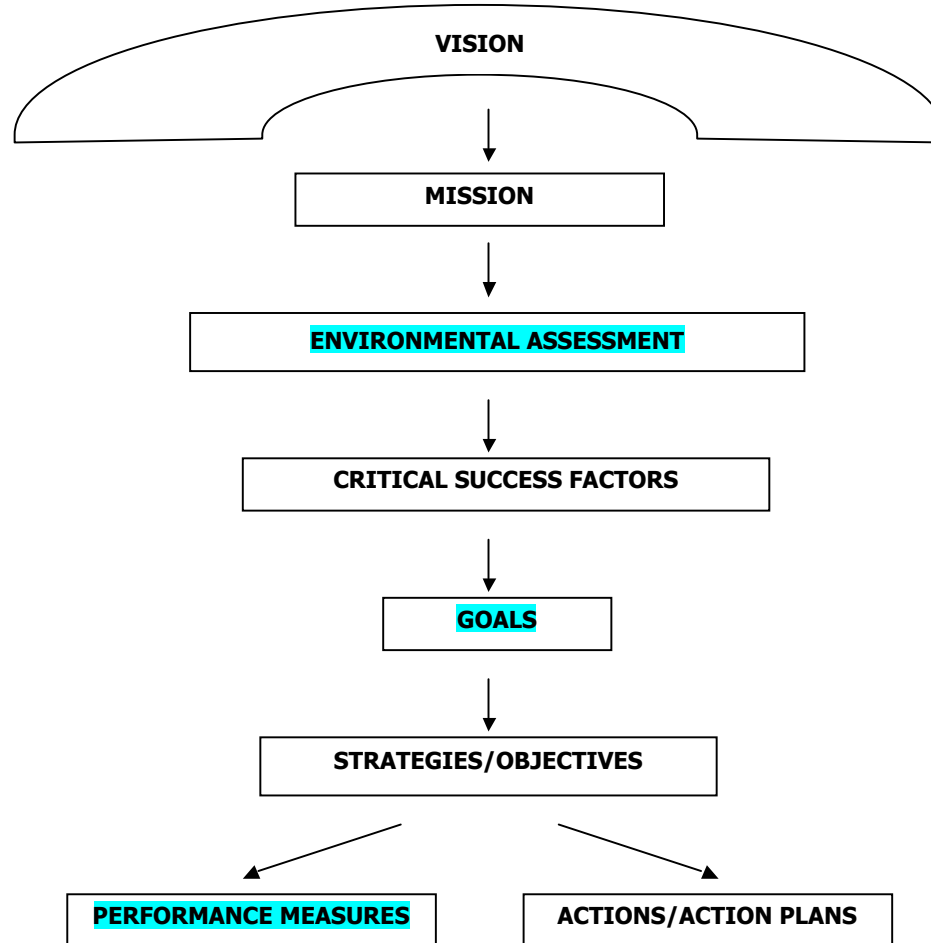 VISION
MISSION
ENVIRONMENTAL ASSESSMENT
CRITICAL SUCCESS FACTORS
GOALS
STRATEGIES/OBJECTIVES
PERFORMANCE MEASURES
ACTIONS/ACTION PLANS